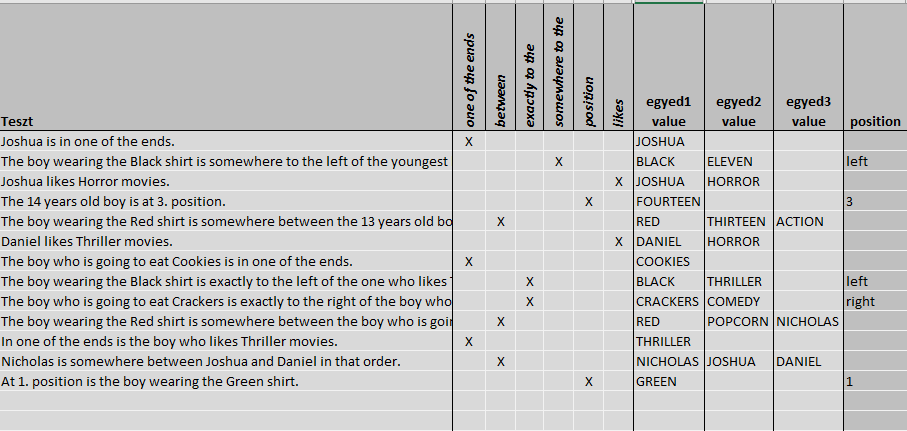 Teszt one of the ends between exactly to the somewhere to the position likes egyed1 value egyed2 value egyed3 value position
Joshua is in one of the ends. X JOSHUA
The boy wearing the Black shirt is somewhere to the left of the youngest X BLACK ELEVEN left
Joshua likes Horror movies. X JOSHUA HORROR
The 14 years old boy is at 3. position. X FOURTEEN 3
The boy wearing the Red shirt is somewhere between the 13 years old bo X RED THIRTEEN ACTION
Daniel likes Thriller movies. X DANIEL HORROR
The boy who is going to eat Cookies is in one of the ends. X COOKIES
The boy wearing the Black shirt is exactly to the left of the one who likes T X BLACK THRILLER left
The boy who is going to eat Crackers is exactly to the right of the boy who X CRACKERS COMEDY right
The boy wearing the Red shirt is somewhere between the boy who is goin X RED POPCORN NICHOLAS
In one of the ends is the boy who likes Thriller movies. X THRILLER
Nicholas is somewhere between Joshua and Daniel in that order. X NICHOLAS JOSHUA DANIEL
At 1. position is the boy wearing the Green shirt. X GREEN 1